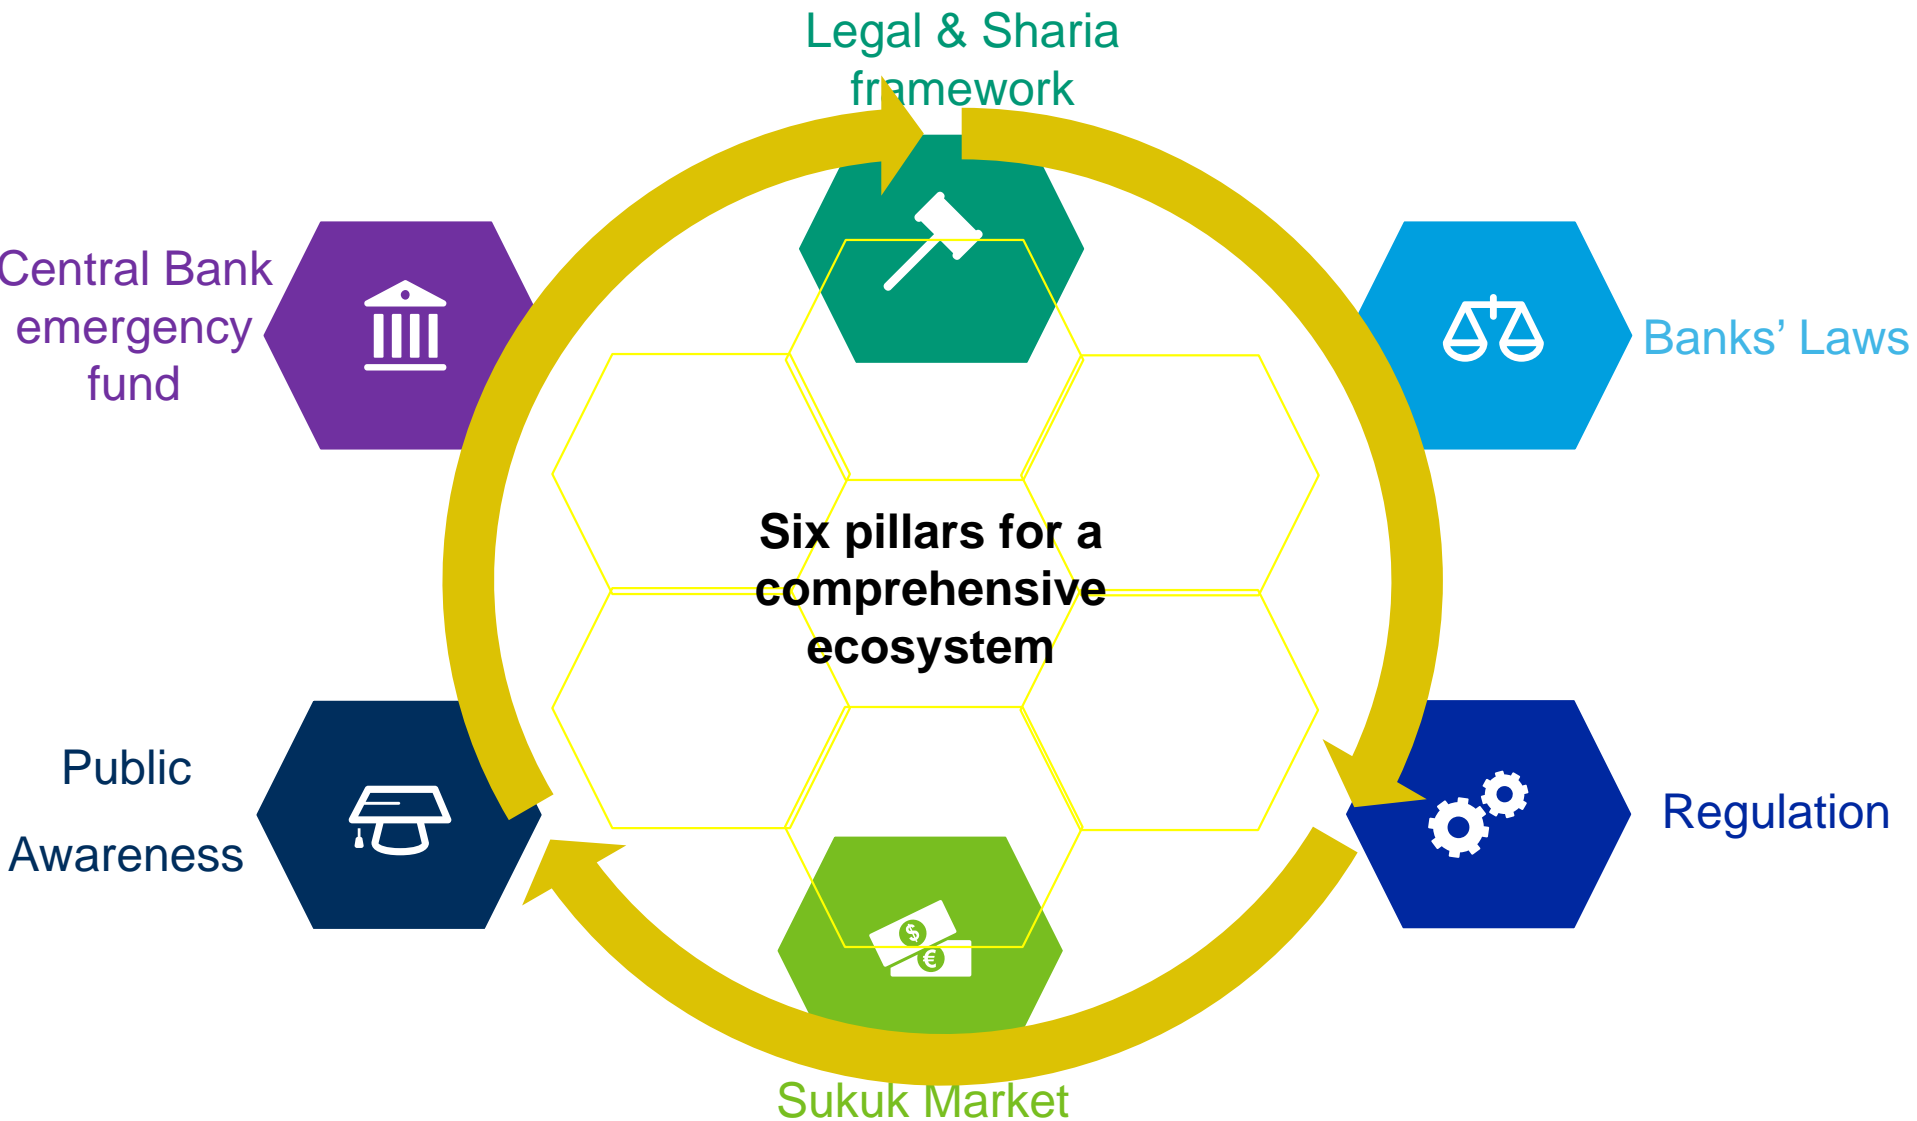 Legal & Sharia
framework
Central Bank
emergency
fund
Banks’ Laws
Six pillars for a
comprehensive
ecosystem
Public
Awareness
Regulation
$
€
Sukuk Market